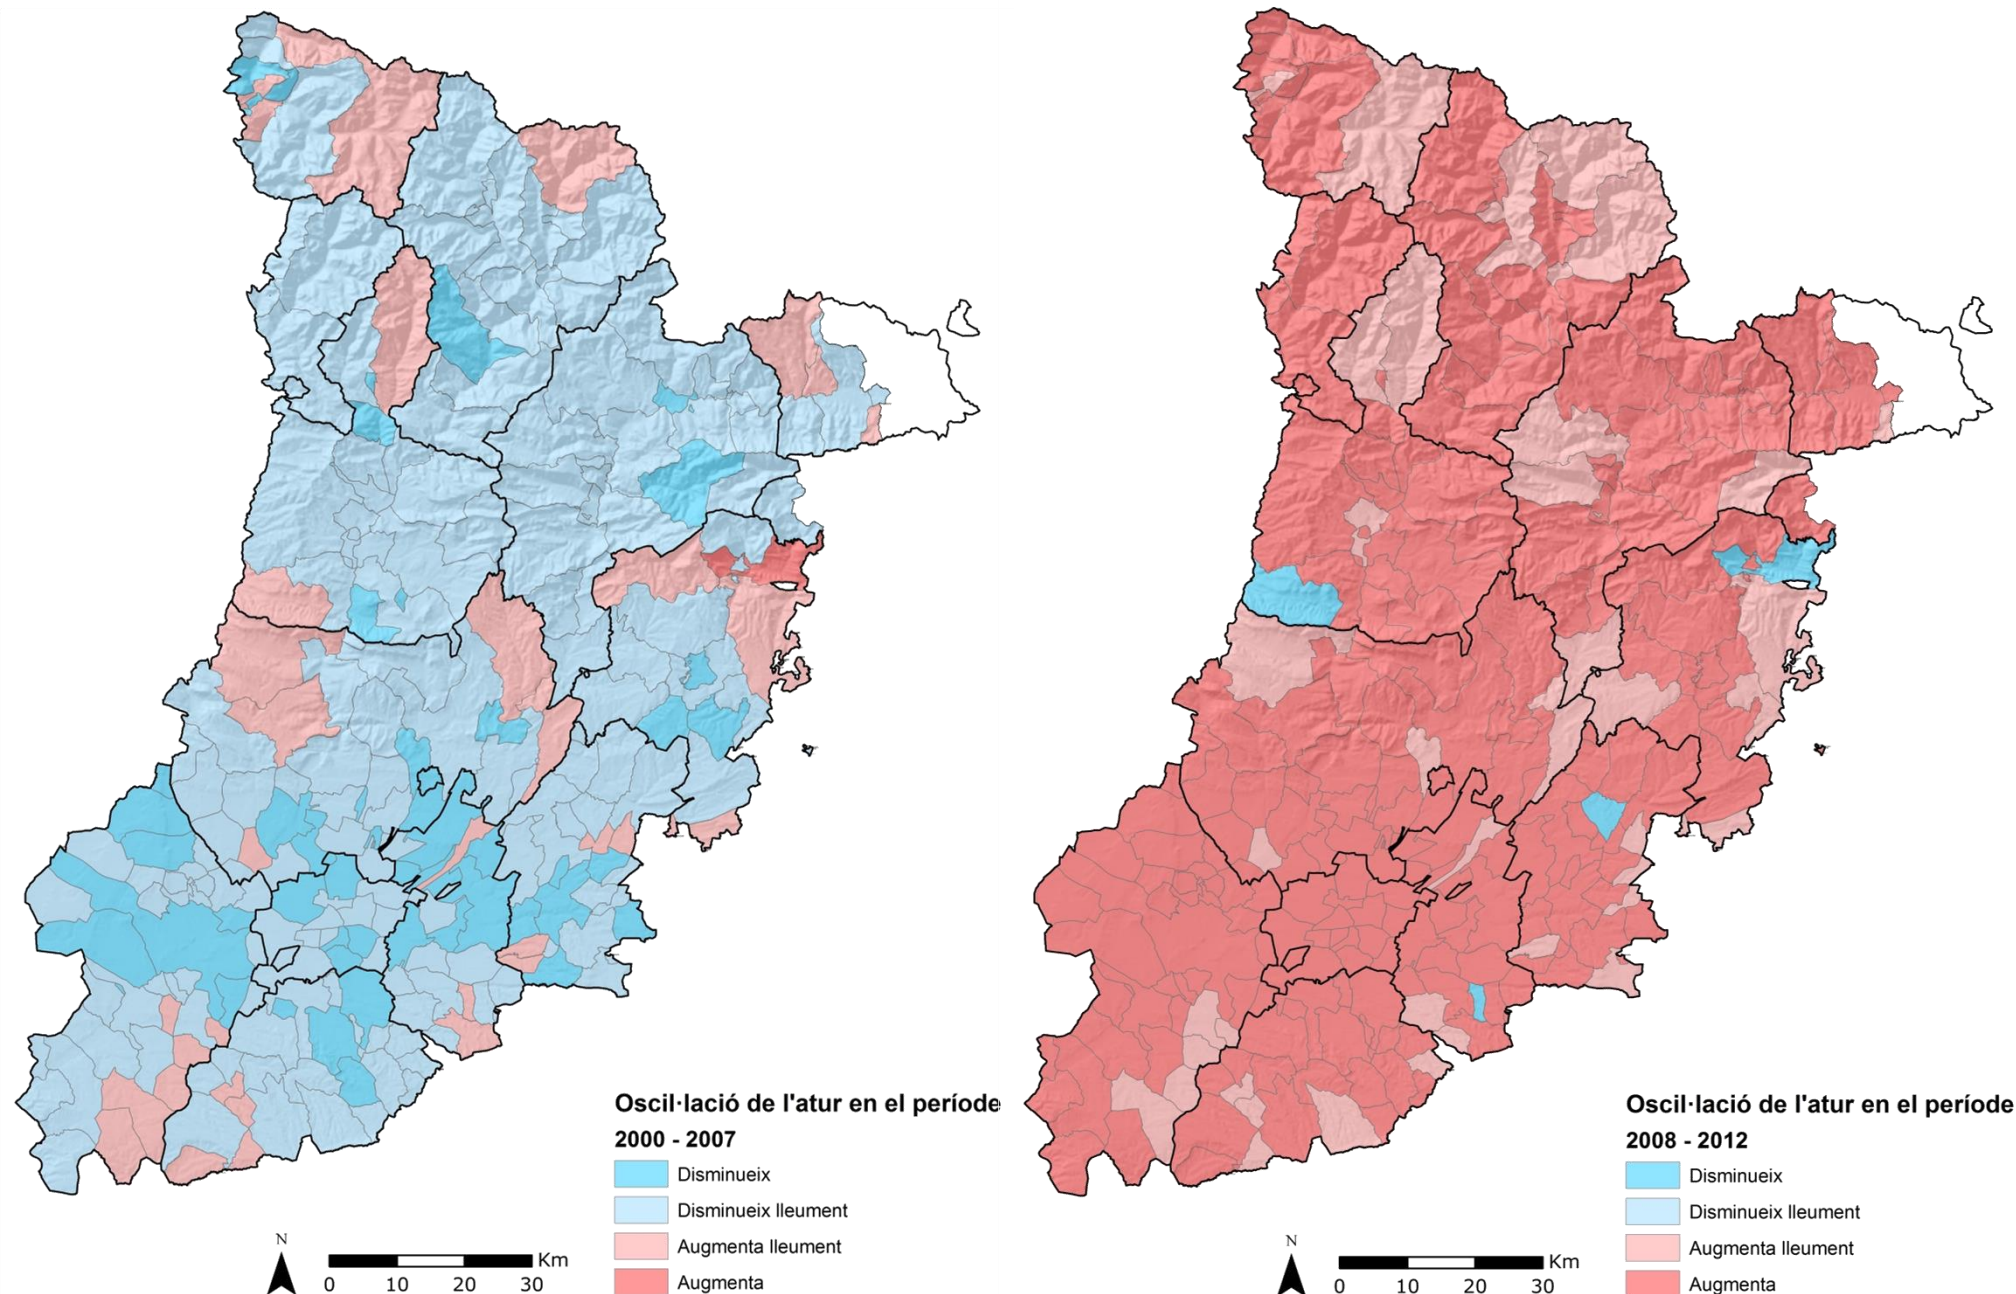 Oscil·lació de l'atur en el període
2000 - 2007
Disminueix
Disminueix lleument
Augmenta lleument
Augmenta
N
Km
0 10 20 30
Oscil·lació de l'atur en el període
2008 - 2012
Disminueix
Disminueix lleument
Augmenta lleument
Augmenta
N
Km
0 10 20 30